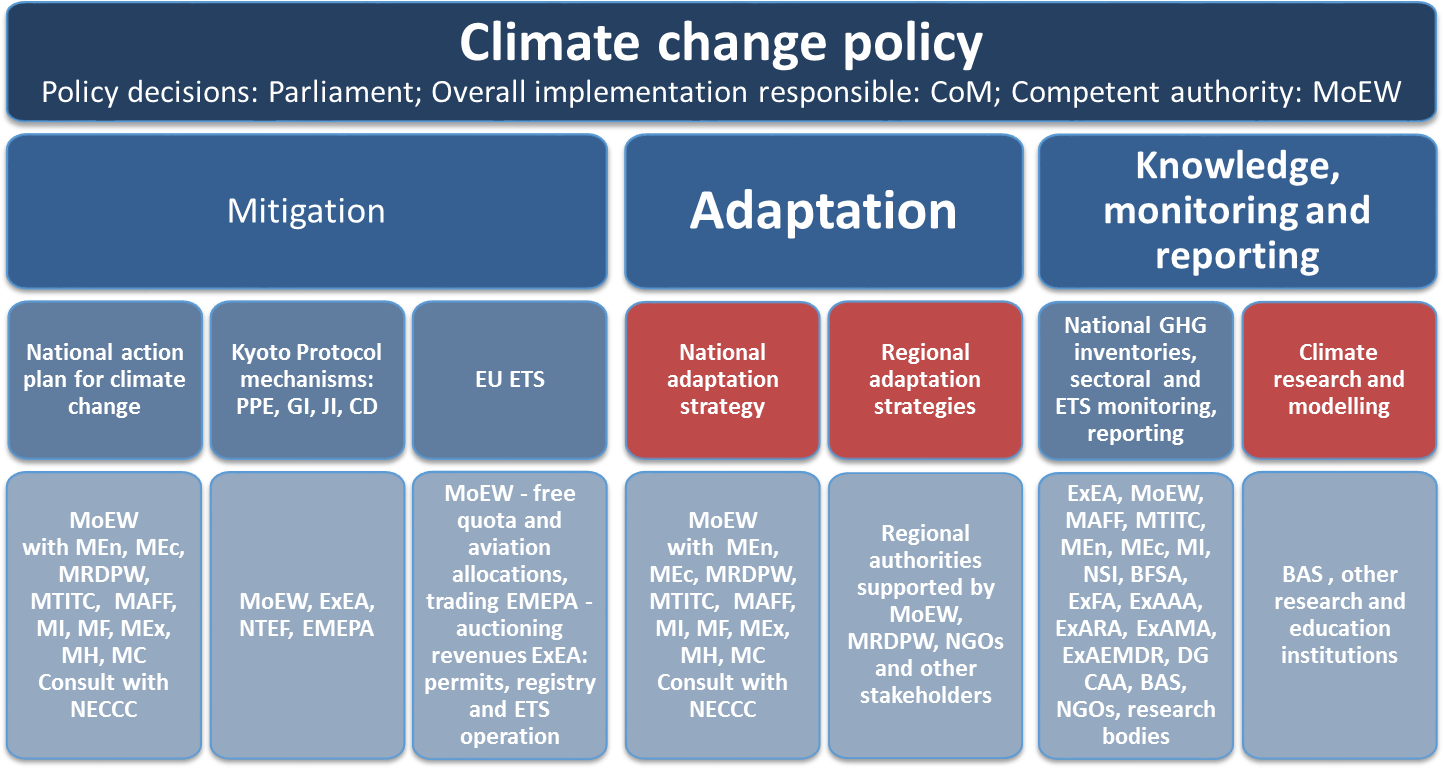 Climate change policy
Policy decisions: Parliament; Overall implementation responsible: CoM; Competent authority: MoEW
Mitigation
Adaptation
Knowledge,
monitoring and
reporting
National action
plan for climate
change
Kyoto Protocol
mechanisms:
PPE, GI, JI, CD
EU ETS
National
adaptation
strategy
Regional
adaptation
strategies
National GHG
inventories,
sectoral and
ETS monitoring,
reporting
Climate
research and
modelling
MoEW
with MEn, MEc,
MRDPW,
MTITC, MAFF,
MI, MF, MEx,
MH, MC
Consult with
NECCC
MoEW, ExEA,
NTEF, EMEPA
MoEW - free
quota and
aviation
allocations,
trading EMEPA -
auctioning
revenues ExEA:
permits, registry
and ETS
operation
MoEW
with MEn,
MEc, MRDPW,
MTITC, MAFF,
MI, MF, MEx,
MH, MC
Consult with
NECCC
Regional
authorities
supported by
MoEW,
MRDPW, NGOs
and other
stakeholders
ExEA, MoEW,
MAFF, MTITC,
MEn, MEc, MI,
NSI, BFSA,
ExFA, ExAAA,
ExARA, ExAMA,
ExAEMDR, DG
CAA, BAS,
NGOs, research
bodies
BAS , other
research and
education
institutions